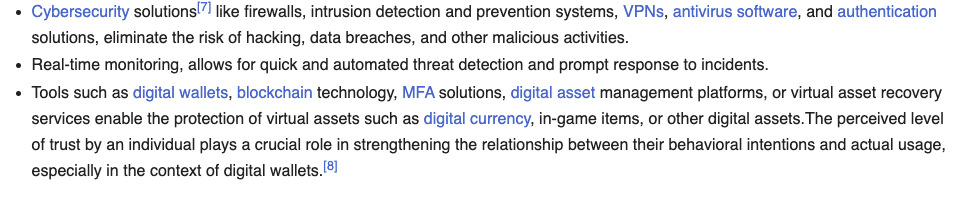 • Cybersecurity solutions[7] like firewalls, intrusion detection and prevention systems, VPNs, antivirus software, and authentication
solutions, eliminate the risk of hacking, data breaches, and other malicious activities.
• Real-time monitoring, allows for quick and automated threat detection and prompt response to incidents.
• Tools such as digital wallets, blockchain technology, MFA solutions, digital asset management platforms, or virtual asset recovery
services enable the protection of virtual assets such as digital currency, in-game items, or other digital assets.The perceived level
of trust by an individual plays a crucial role in strengthening the relationship between their behavioral intentions and actual usage,
especially in the context of digital wallets.[8]